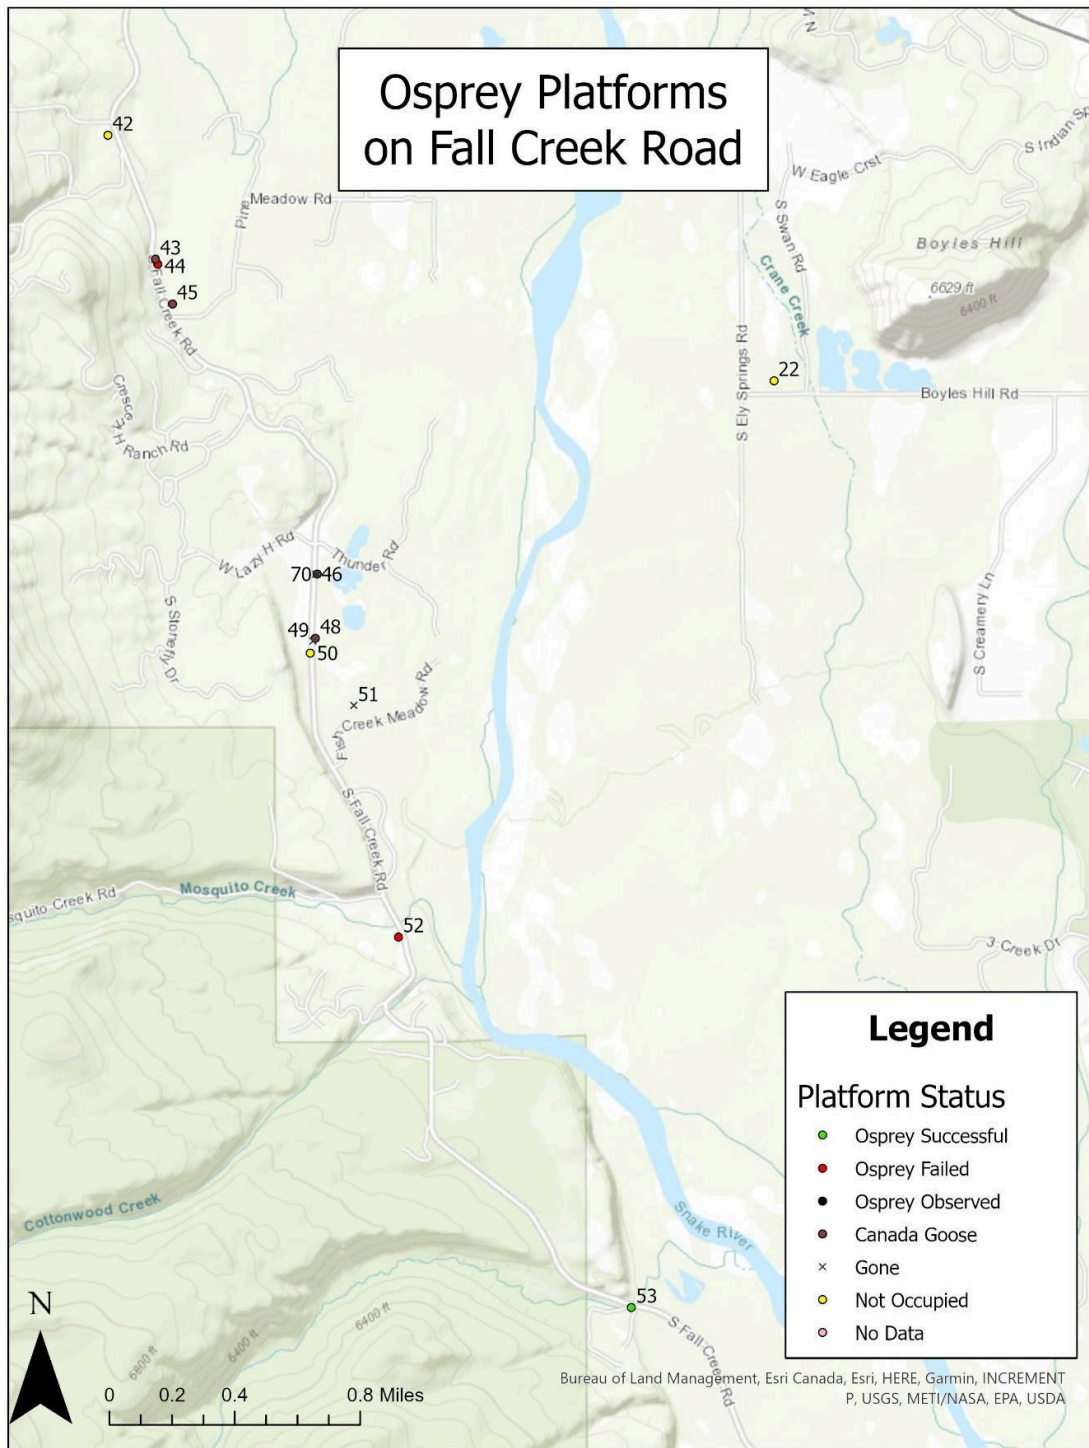 Osprey Platforms
on Fall Creek Road
42
43
44
45
Meadow Rd
Pine
Fall Creek Rd
W Eagle Crst
S Indian Sp
S Swan Rd
Crane Creek
Boyles Hill
6629 ft
6400 ft
22
Boyles Hill Rd
S Ely Springs Rd
H Ranch Rd
W Lazy H Rd
Thunder Rd
70
46
S Stonefly Dr
49
48
50
51
Fish Creek Meadow Rd
S Creamery Ln
S Fall Creek Rd
Mosquito Creek
squito Creek Rd
52
3 Creek Dr
Cottonwood Creek
Snake River
53
S Fall Creek Rd
6400 ft
6400 ft
6600 ft
Legend
Platform Status
Osprey Successful
Osprey Failed
Osprey Observed
Canada Goose
Gone
Not Occupied
No Data
N
0 0.2 0.4 0.8 Miles
Bureau of Land Management, Esri Canada, Esri, HERE, Garmin, INCREMENT
P, USGS, METI/NASA, EPA, USDA